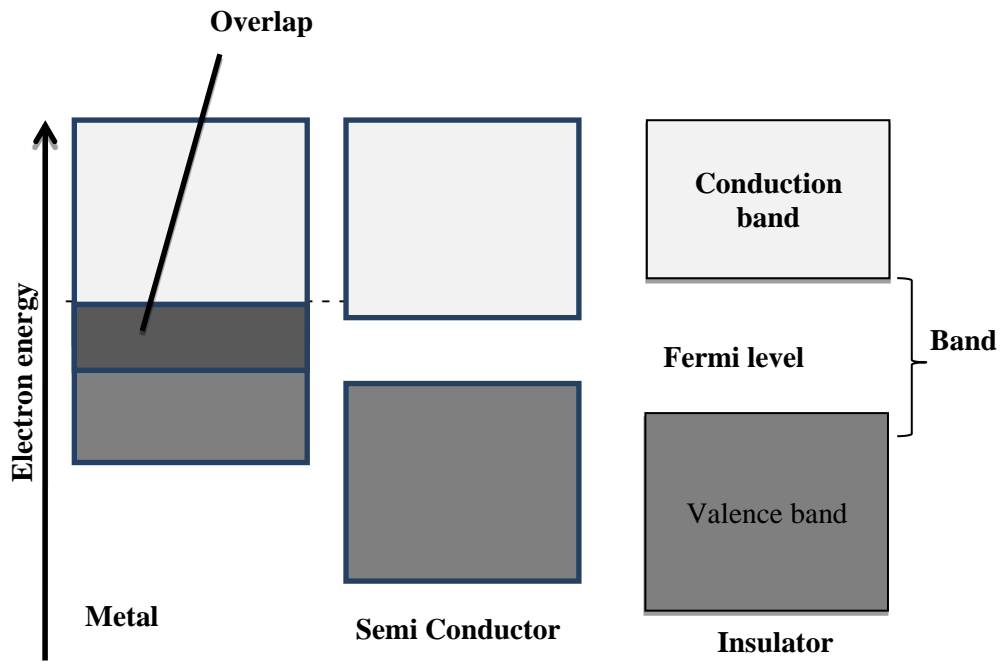 Overlap
Electron energy
Conduction
band
Fermi level
Band
Valence band
Metal
Semi Conductor
Insulator